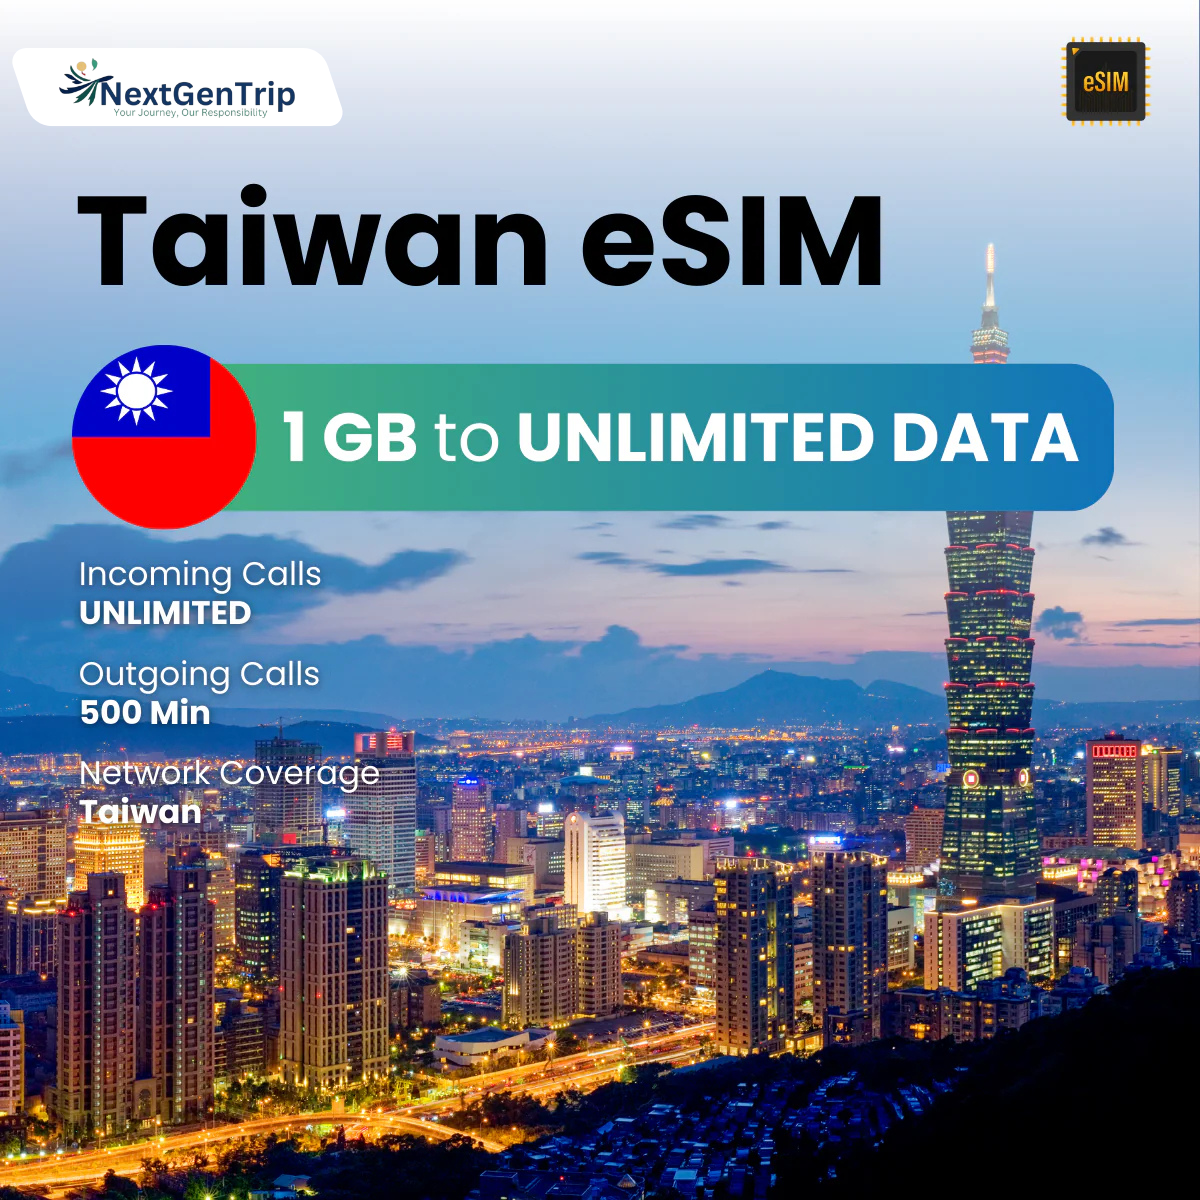 NextGenTrip
Your Journey, Our Responsibility
eSIM
Taiwan eSIM
1 GB to UNLIMITED DATA
Incoming Calls
UNLIMITED
Outgoing Calls
500 Min
Network Coverage
Taiwan